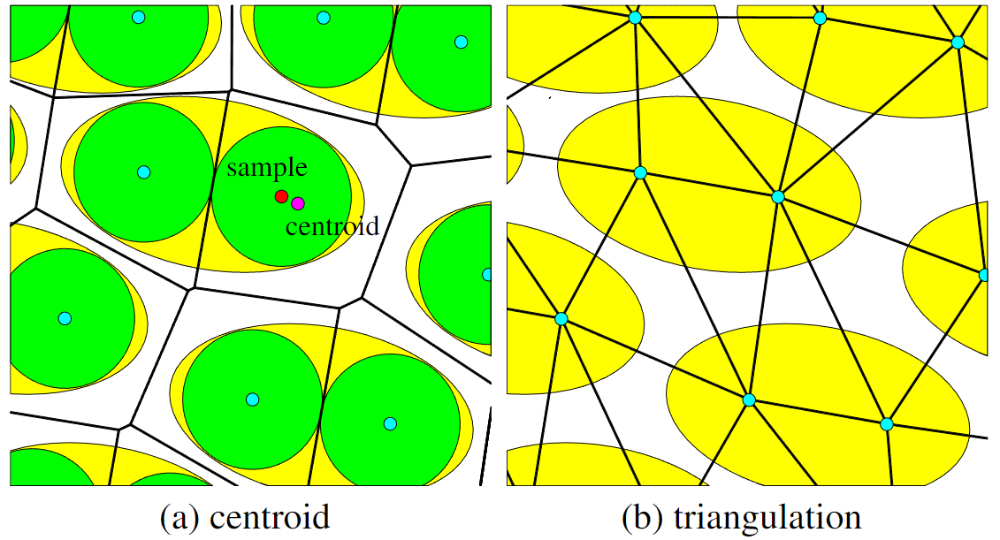 sample
centroid
(a) centroid
(b) triangulation